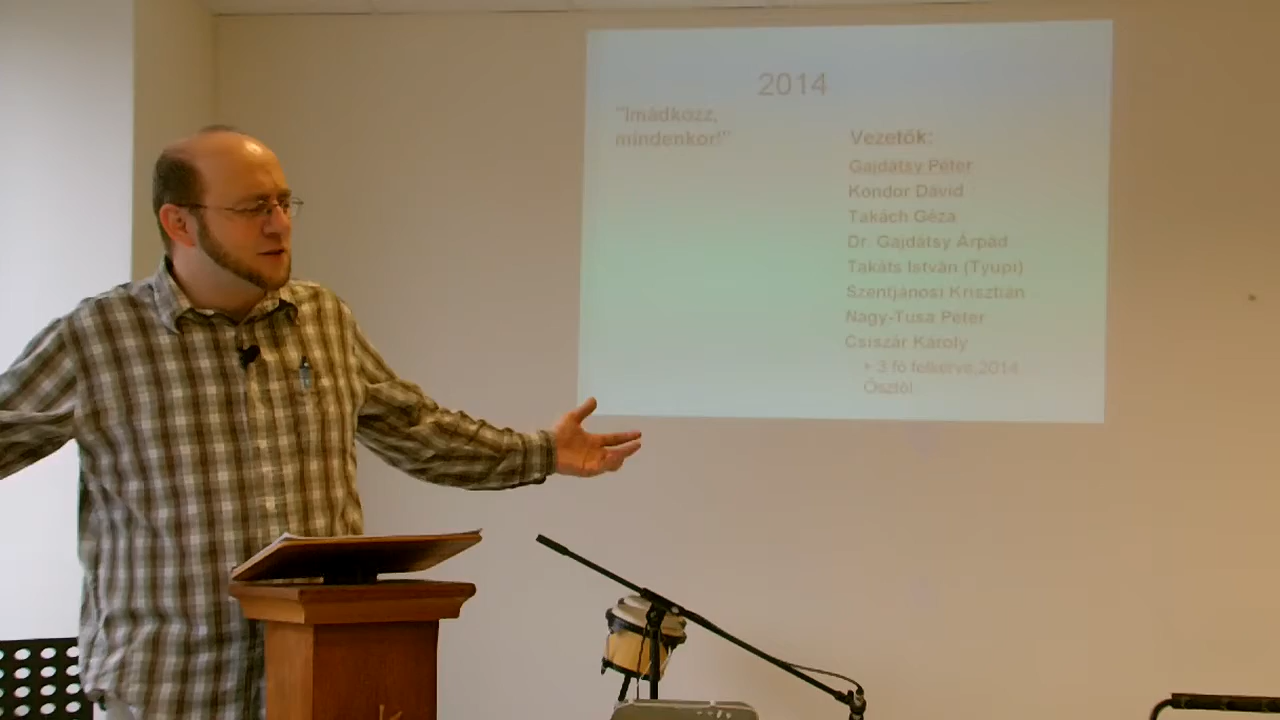 2014
"Imádkozz,
mindenkor!"
Vezetők:
Gajdátsy Péter
Kondor Dávid
Takách Géza
Dr. Gajdátsy Árpád
Takáts István (Tyupi)
Szentjánosi Krisztián
Nagy-Tusa Péter
Csiszár Károly
+ 3 fő felkérve,2014
Ősztől